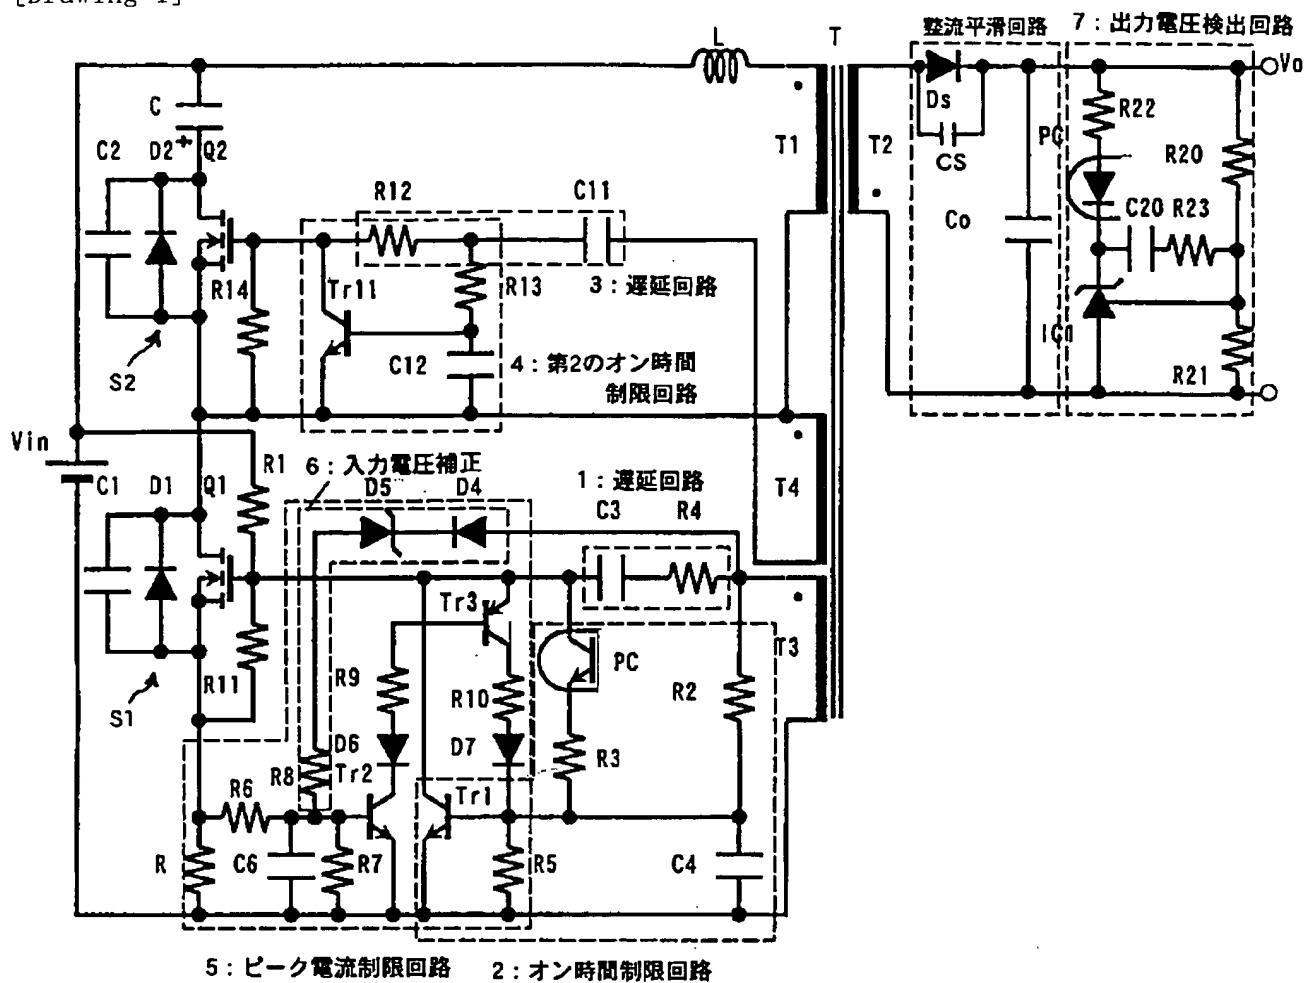 [Drawing 1]
L
T
整流平滑回路
7：出力電圧検出回路
Vo
C
Ds
R22
C2
D2
+
Q2
T1
T2
CS
PC
R20
R12
C11
Co
C20
R23
R14
Tr11
R13
3：遅延回路
IC1
S2
C12
4：第2のオン時間
制限回路
R21
Vin
R1
6：入力電圧補正
C1
D1
Q1
D5
D4
1：遅延回路
C3
R4
T4
Tr3
R11
R9
R10
PC
R2
T3
S1
D6
D7
R3
R8
Tr2
R6
Tr1
R
C6
R7
R5
C4
5：ピーク電流制限回路
2：オン時間制限回路